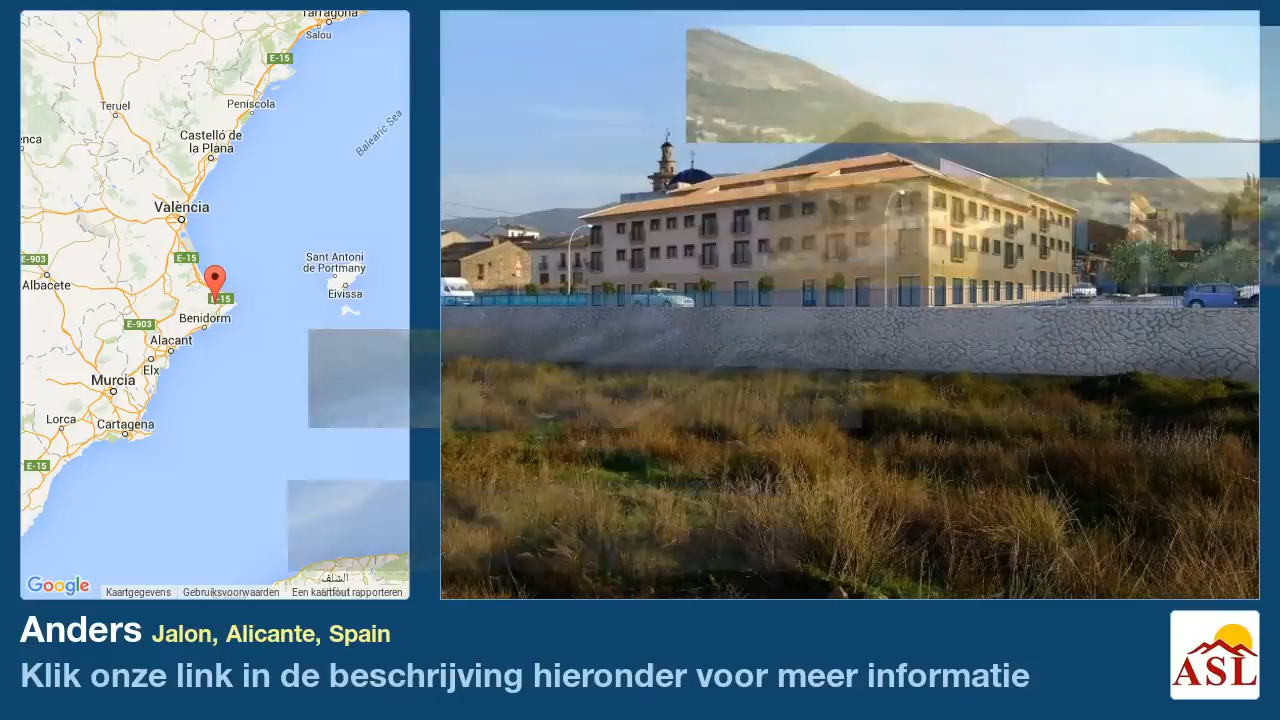 Tarragona
Salou
E-15
Peníscola
Teruel
Castelló de
la Plana
Balearic Sea
València
E-903
E-15
Albacete
Sant Antoni
de Portmany
Eivissa
E-15
Benidorm
E-903
Alacant
Elx
Murcia
Lorca
Cartagena
E-15
Google
Kaartgegevens
Gebruiksvoorwaarden
Een kaartfout rapporteren
Anders Jalon, Alicante, Spain
Klik onze link in de beschrijving hieronder voor meer informatie
ASL